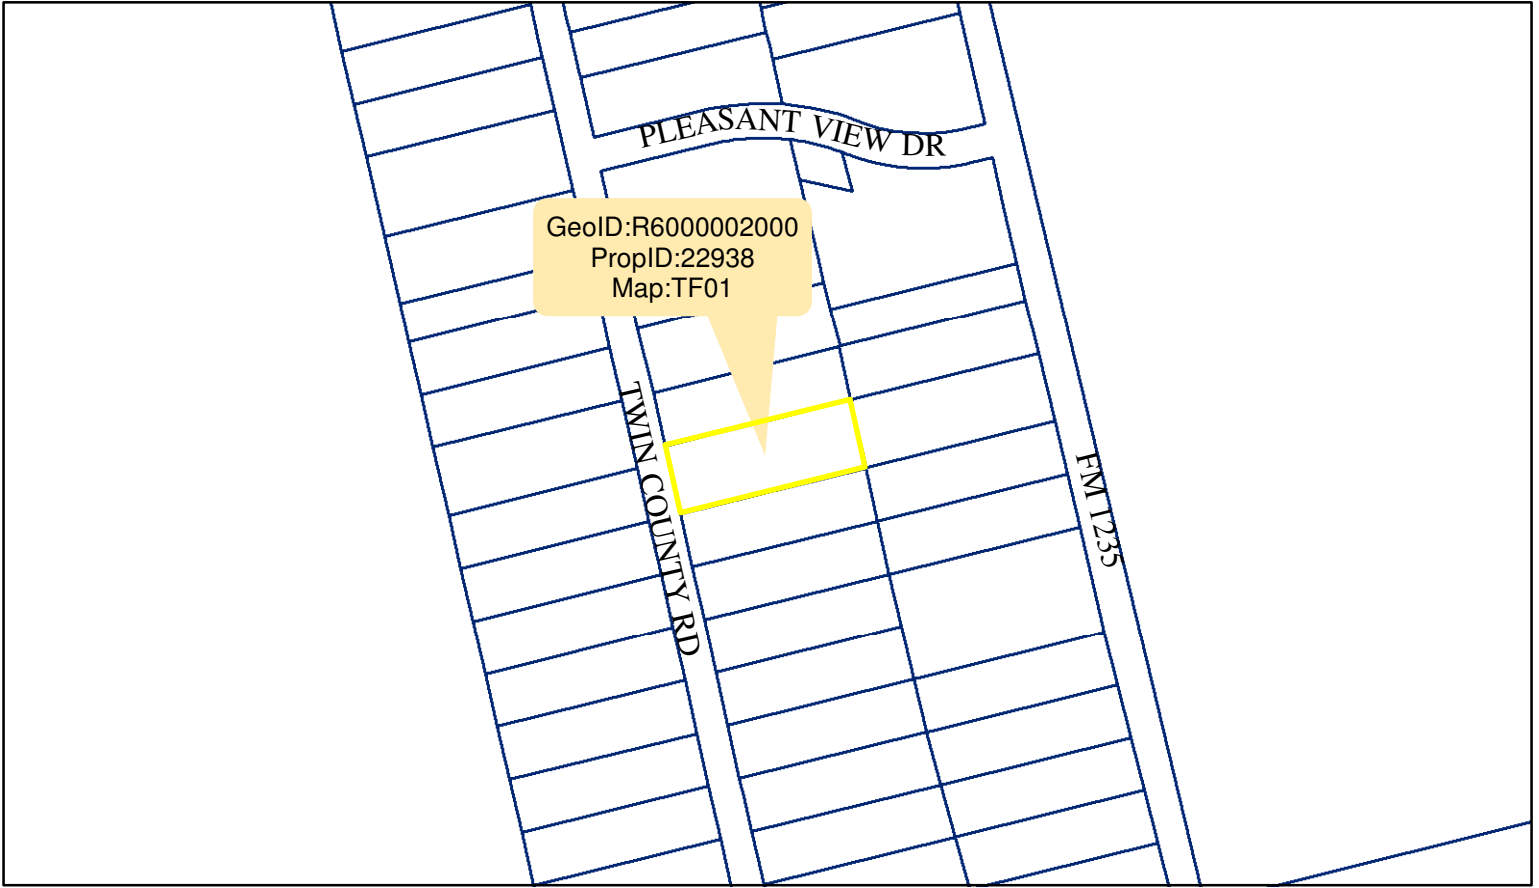 PLEASANT VIEW DR
GeoID:R6000002000
PropID:22938
Map:TF01
TWIN COUNTY RD
FM 1235